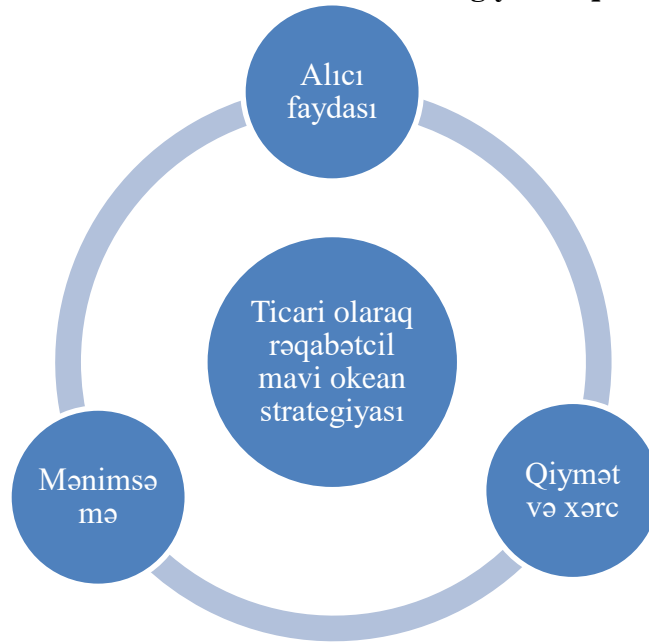 Alıcı
faydası
Ticari olaraq
rəqabətcil
mavi okean
strategiyası
Mənimsə
mə
Qiymət
və xərc